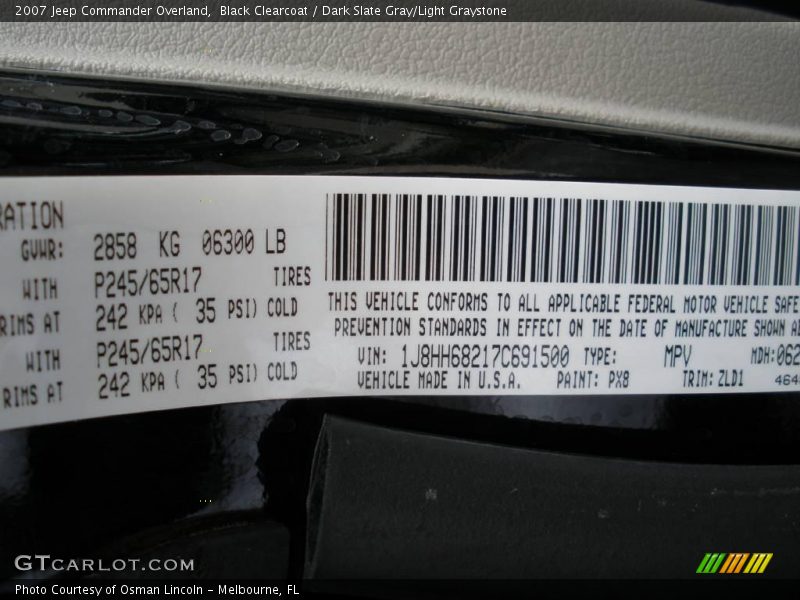 2007 Jeep Commander Overland, Black Clearcoat / Dark Slate Gray/Light Graystone
RATION
GVWR: 2858 KG 06300 LB
WITH P245/65R17 TIRES
RIMS AT 242 KPA ( 35 PSI) COLD
WITH P245/65R17 TIRES
RIMS AT 242 KPA ( 35 PSI) COLD
THIS VEHICLE CONFORMS TO ALL APPLICABLE FEDERAL MOTOR VEHICLE SAFE
PREVENTION STANDARDS IN EFFECT ON THE DATE OF MANUFACTURE SHOWN A
VIN: 1J8HH68217C691500 TYPE: MPV MDH:062
VEHICLE MADE IN U.S.A. PAINT: PX8 TRIM: ZLD1 464
GTCARLOT.COM
Photo Courtesy of Osman Lincoln - Melbourne, FL